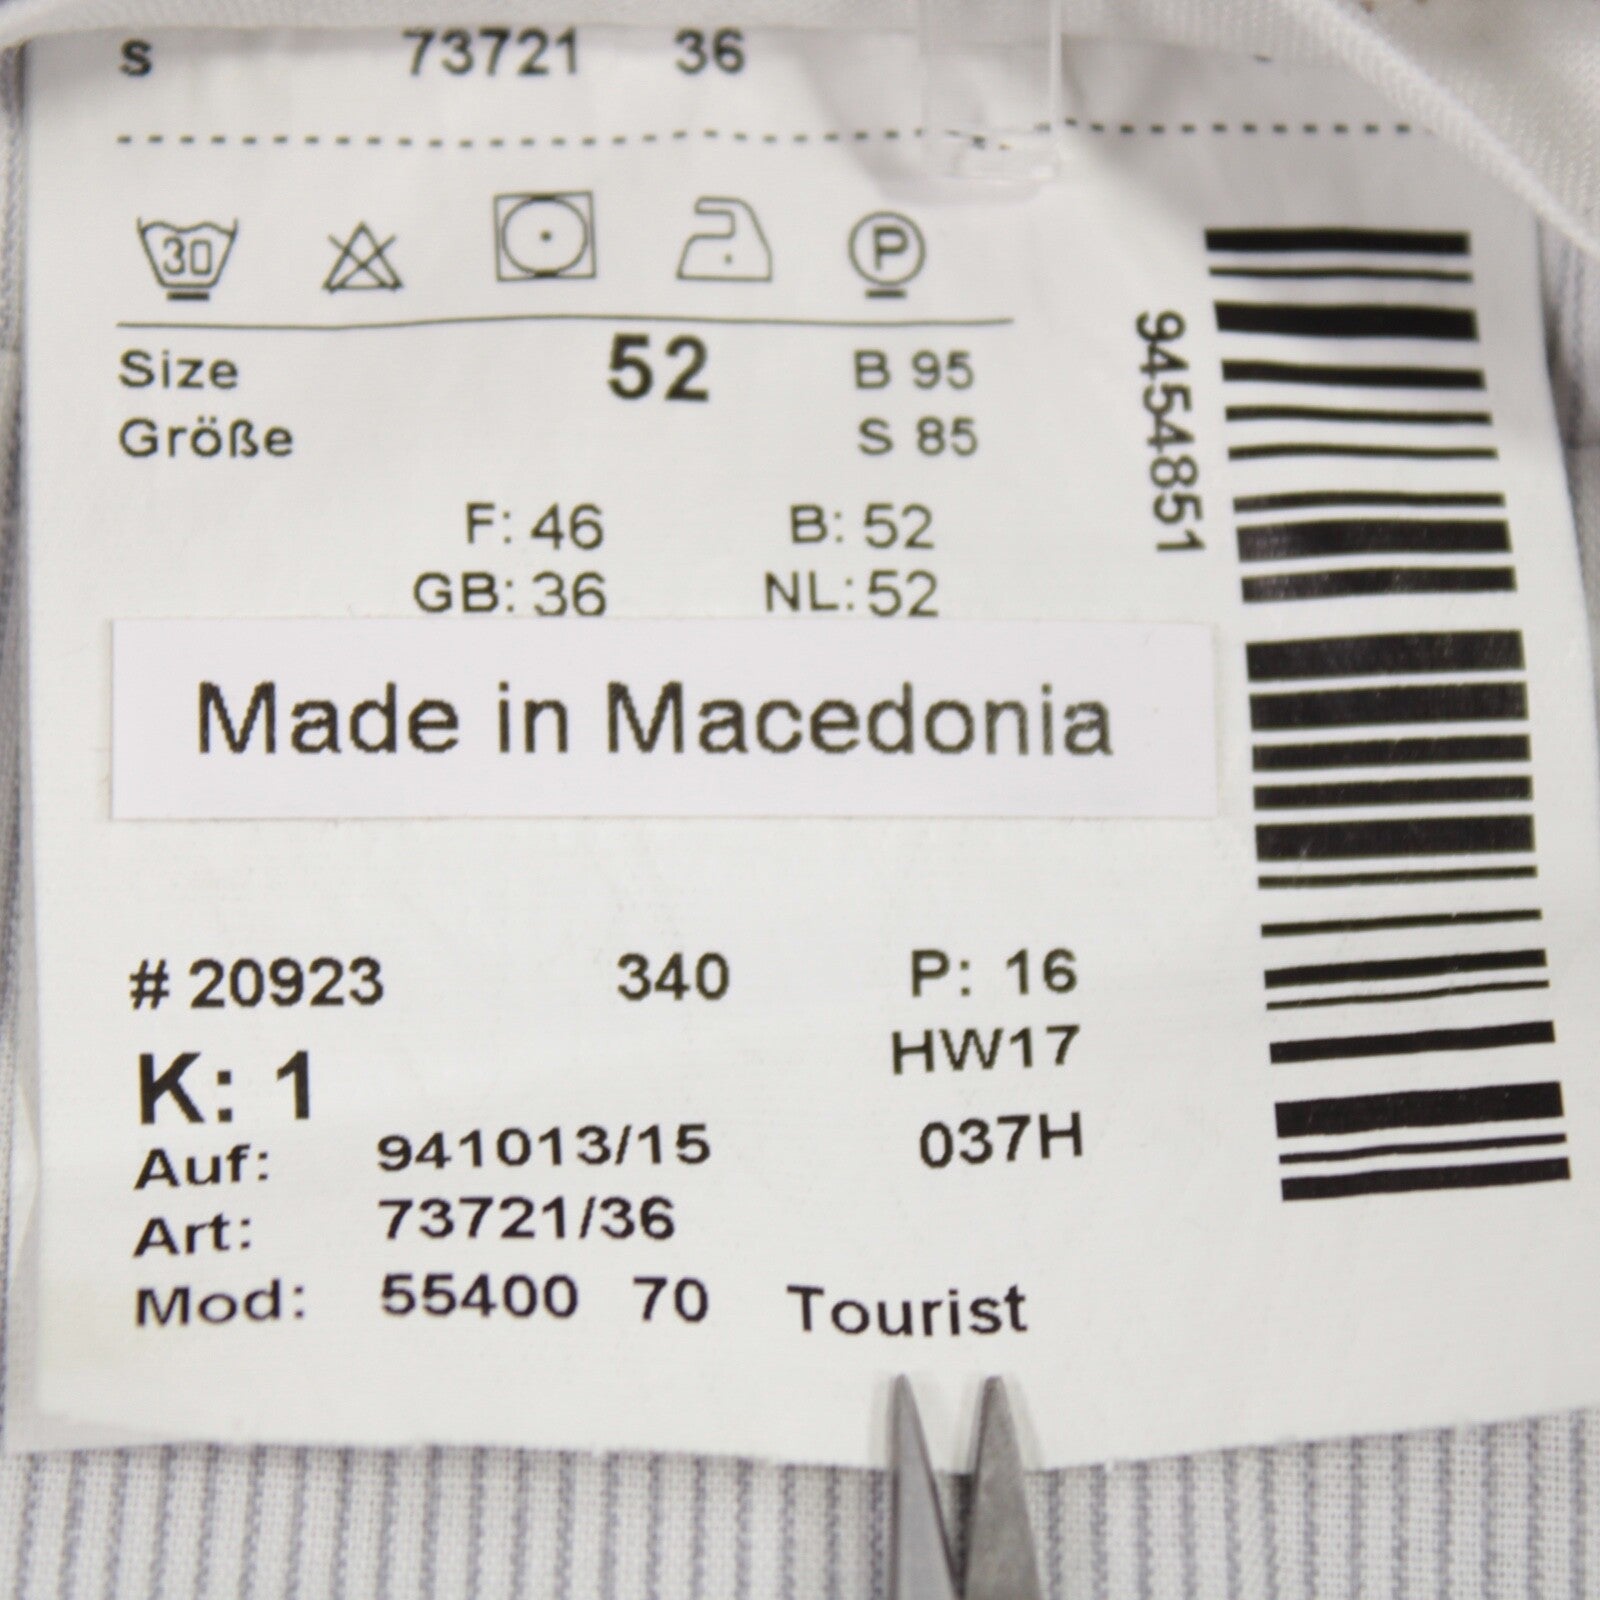 s 73721 36
30 P
Size 52 B 95
Größe S 85
F: 46 B: 52
GB: 36 NL: 52
Made in Macedonia
# 20923 340 P: 16
K: 1 HW17
Auf: 941013/15 037H
Art: 73721/36
Mod: 55400 70 Tourist
9454851